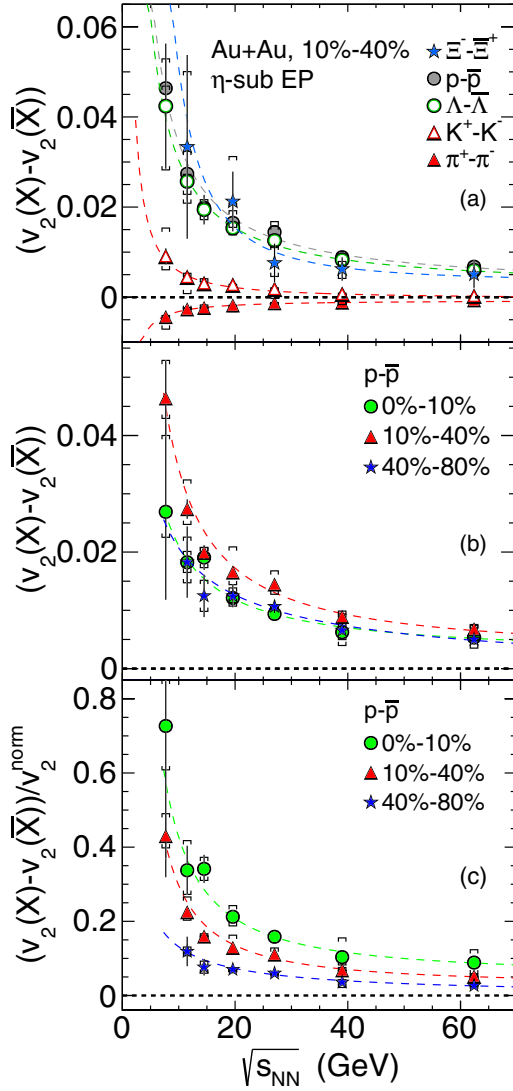 Au+Au, 10%-40%
η-sub EP
Ξ⁻-Ξ̅⁺
p-p̅
Λ-Λ̅
K⁺-K⁻
π⁺-π⁻
(a)
0.06
0.04
0.02
0
(v₂(X)-v₂(X̅))
p-p̅
0%-10%
10%-40%
40%-80%
(b)
0.04
0.02
0
(v₂(X)-v₂(X̅))
p-p̅
0%-10%
10%-40%
40%-80%
(c)
0.8
0.6
0.4
0.2
0
(v₂(X)-v₂(X̅))/v₂ⁿᵒʳᵐ
0 20 40 60
√sNN (GeV)